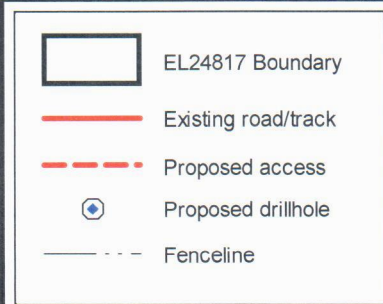 EL24817 Boundary
Existing road/track
Proposed access
Proposed drillhole
Fenceline